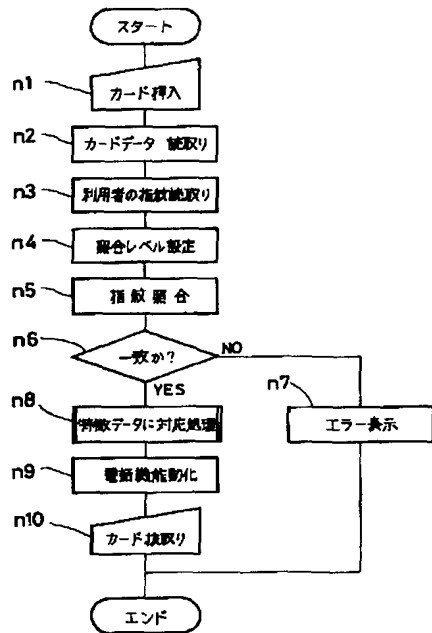 スタート
n1
カード挿入
n2
カードデータ 読取り
n3
利用者の指紋読取り
n4
照合レベル設定
n5
指紋照合
n6
一致か?
NO
YES
n7
エラー表示
n8
特徴データに対応処理
n9
電話機能動化
n10
カード抜取り
エンド